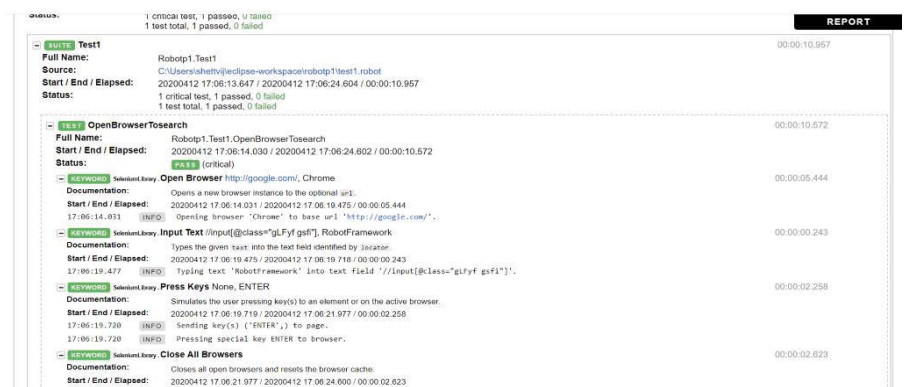 Status: 1 critical test, 1 passed, 0 failed
1 test total, 1 passed, 0 failed
REPORT
SUITE Test1 00:00:10.957
Full Name: Robotp1.Test1
Source: C:\Users\shettvij\eclipse-workspace\robotp1\test1.robot
Start / End / Elapsed: 20200412 17:06:13.647 / 20200412 17:06:24.604 / 00:00:10.957
Status: 1 critical test, 1 passed, 0 failed
1 test total, 1 passed, 0 failed
TEST OpenBrowserTosearch 00:00:10.572
Full Name: Robotp1.Test1.OpenBrowserTosearch
Start / End / Elapsed: 20200412 17:06:14.030 / 20200412 17:06:24.602 / 00:00:10.572
Status: PASS (critical)
KEYWORD SeleniumLibrary.Open Browser http://google.com/, Chrome 00:00:05.444
Documentation: Opens a new browser instance to the optional url.
Start / End / Elapsed: 20200412 17:06:14.031 / 20200412 17:06:19.475 / 00:00:05.444
17:06:14.031 INFO Opening browser 'Chrome' to base url 'http://google.com/'.
KEYWORD SeleniumLibrary.Input Text //input[@class="gLFyf gsfi"], RobotFramework 00:00:00.243
Documentation: Types the given text into the text field identified by locator.
Start / End / Elapsed: 20200412 17:06:19.475 / 20200412 17:06:19.718 / 00:00:00.243
17:06:19.477 INFO Typing text 'RobotFramework' into text field '//input[@class="gLFyf gsfi"]'.
KEYWORD SeleniumLibrary.Press Keys None, ENTER 00:00:02.258
Documentation: Simulates the user pressing key(s) to an element or on the active browser.
Start / End / Elapsed: 20200412 17:06:19.719 / 20200412 17:06:21.977 / 00:00:02.258
17:06:19.720 INFO Sending key(s) ('ENTER',) to page.
17:06:19.720 INFO Pressing special key ENTER to browser.
KEYWORD SeleniumLibrary.Close All Browsers 00:00:02.623
Documentation: Closes all open browsers and resets the browser cache.
Start / End / Elapsed: 20200412 17:06:21.977 / 20200412 17:06:24.600 / 00:00:02.623